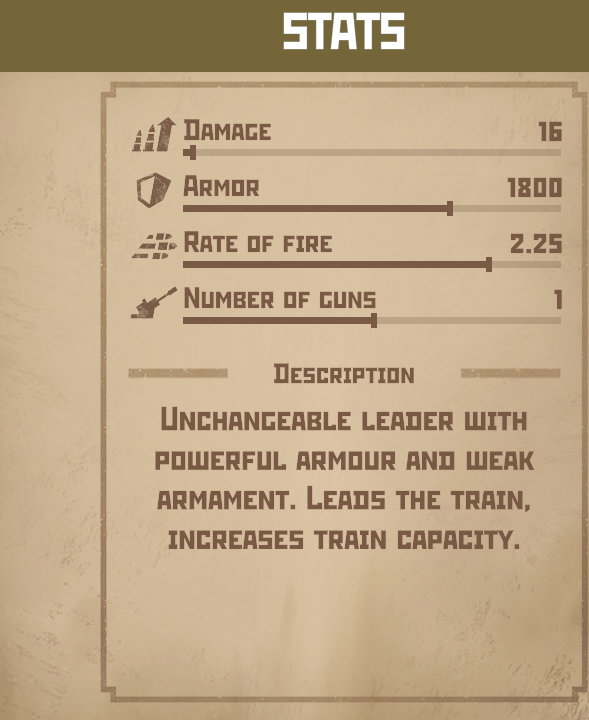 STATS
DAMAGE 16
ARMOR 1800
RATE OF FIRE 2.25
NUMBER OF GUNS 1
DESCRIPTION
UNCHANGEABLE LEADER WITH
POWERFUL ARMOUR AND WEAK
ARMAMENT. LEADS THE TRAIN,
INCREASES TRAIN CAPACITY.